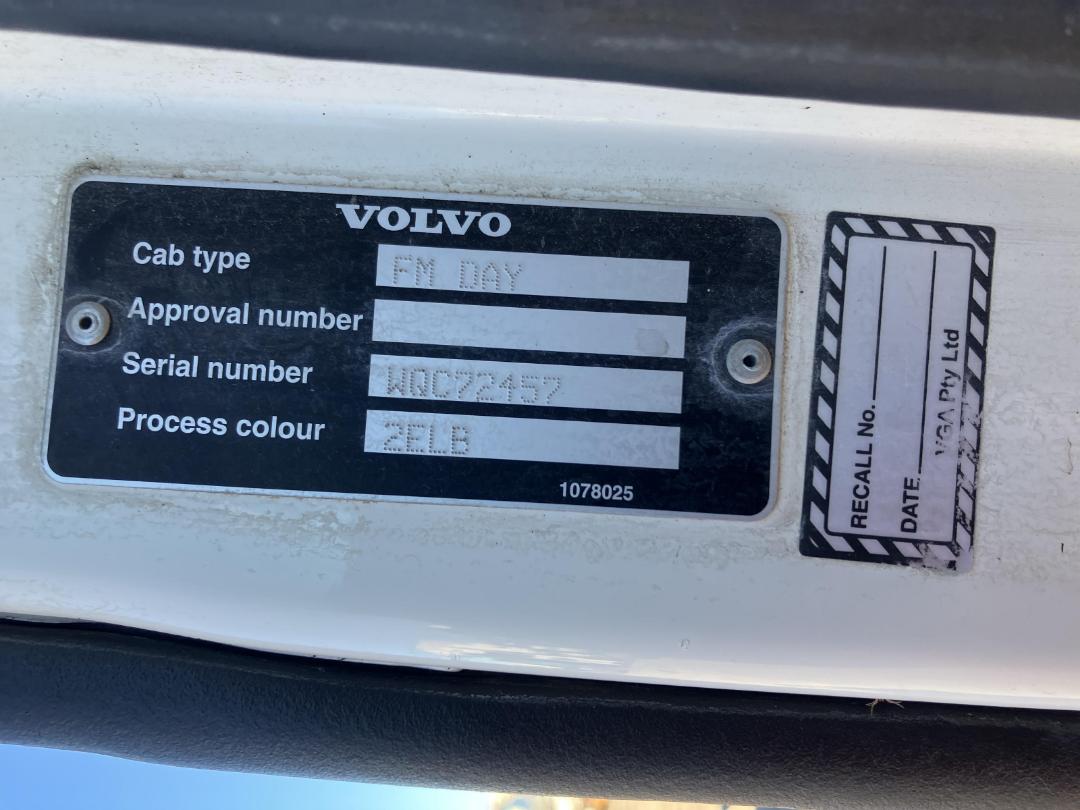 VOLVO
Cab type FM DAY
Approval number
Serial number WQC72457
Process colour 2ELB
1078025
RECALL No.
DATE
VGA Pty Ltd